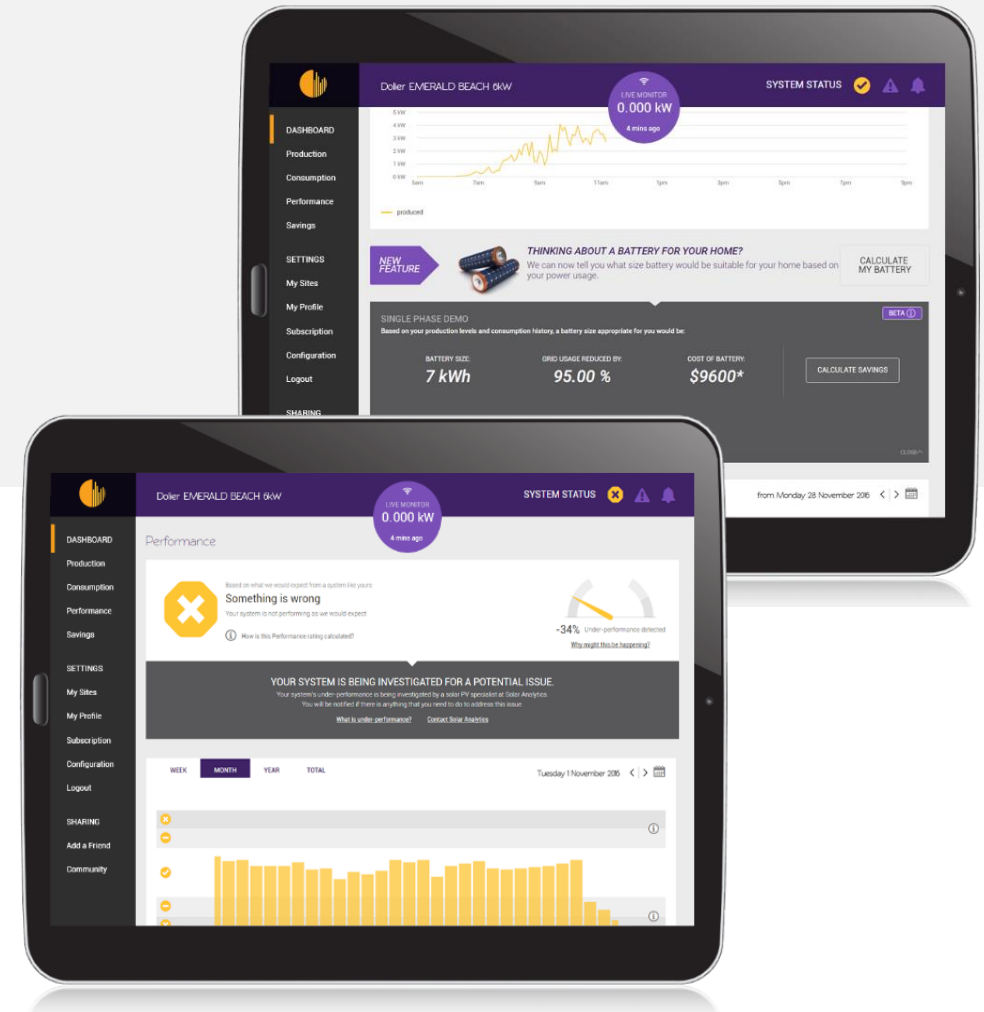 Dolier EMERALD BEACH 6kW
LIVE MONITOR
0.000 kW
4 mins ago
SYSTEM STATUS
DASHBOARD
Production
Consumption
Performance
Savings
SETTINGS
My Sites
My Profile
Subscription
Configuration
Logout
SHARING
5 kW
4 kW
3 kW
2 kW
1 kW
0 kW
5am 7am 9am 11am 1pm 3pm 5pm 7pm 9pm
produced
NEW
FEATURE
THINKING ABOUT A BATTERY FOR YOUR HOME?
We can now tell you what size battery would be suitable for your home based on
your power usage.
CALCULATE
MY BATTERY
SINGLE PHASE DEMO
BETA
Based on your production levels and consumption history, a battery size appropriate for you would be:
BATTERY SIZE:
7 kWh
GRID USAGE REDUCED BY:
95.00 %
COST OF BATTERY:
$9600*
CALCULATE SAVINGS
CLOSE
from Monday 28 November 2016
Dolier EMERALD BEACH 6kW
LIVE MONITOR
0.000 kW
4 mins ago
SYSTEM STATUS
DASHBOARD
Production
Consumption
Performance
Savings
SETTINGS
My Sites
My Profile
Subscription
Configuration
Logout
SHARING
Add a Friend
Community
Performance
Based on what we would expect from a system like yours
Something is wrong
Your system is not performing as we would expect
How is this Performance rating calculated?
-34% Under-performance detected
Why might this be happening?
YOUR SYSTEM IS BEING INVESTIGATED FOR A POTENTIAL ISSUE.
Your system's under-performance is being investigated by a solar PV specialist at Solar Analytics.
You will be notified if there is anything that you need to do to address this issue
What is under-performance? Contact Solar Analytics
WEEK MONTH YEAR TOTAL
Tuesday 1 November 2016